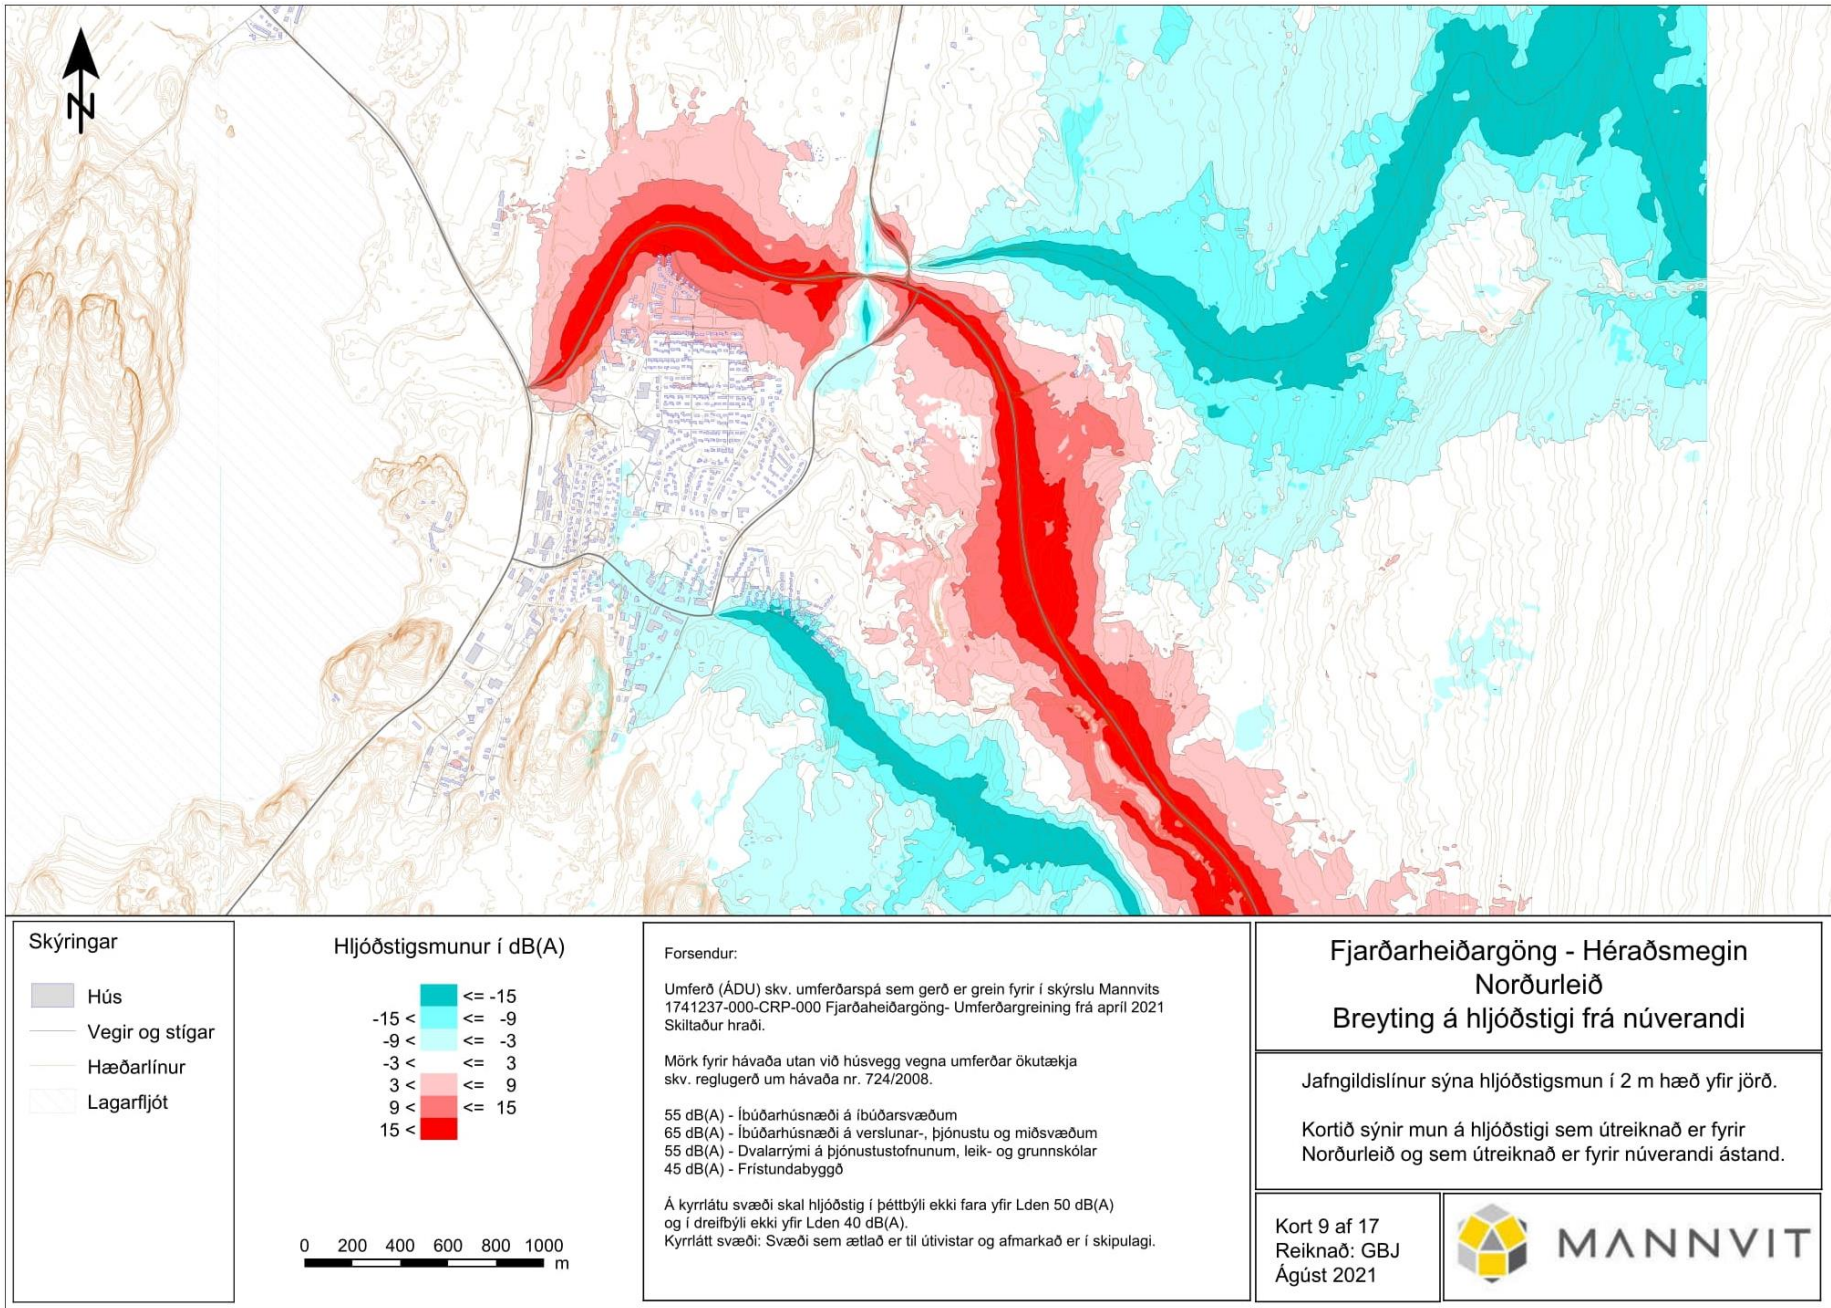 N
Skýringar
Hús
Vegir og stígar
Hæðarlínur
Lagarfljót
Hljóðstigsmunur í dB(A)
<= -15
-15 < <= -9
-9 < <= -3
-3 < <= 3
3 < <= 9
9 < <= 15
15 <
0 200 400 600 800 1000
m
Forsendur:
Umferð (ÁDU) skv. umferðarspá sem gerð er grein fyrir í skýrslu Mannvits
1741237-000-CRP-000 Fjarðaheiðargöng- Umferðargreining frá apríl 2021
Skiltaður hraði.
Mörk fyrir hávaða utan við húsvegg vegna umferðar ökutækja
skv. reglugerð um hávaða nr. 724/2008.
55 dB(A) - Íbúðarhúsnæði á íbúðarsvæðum
65 dB(A) - Íbúðarhúsnæði á verslunar-, þjónustu og miðsvæðum
55 dB(A) - Dvalarrými á þjónustustofnunum, leik- og grunnskólar
45 dB(A) - Frístundabyggð
Á kyrrlátu svæði skal hljóðstig í þéttbýli ekki fara yfir Lden 50 dB(A)
og í dreifbýli ekki yfir Lden 40 dB(A).
Kyrrlátt svæði: Svæði sem ætlað er til útivistar og afmarkað er í skipulagi.
Fjarðarheiðargöng - Héraðsmegin
Norðurleið
Breyting á hljóðstigi frá núverandi
Jafngildislínur sýna hljóðstigsmun í 2 m hæð yfir jörð.
Kortið sýnir mun á hljóðstigi sem útreiknað er fyrir
Norðurleið og sem útreiknað er fyrir núverandi ástand.
Kort 9 af 17
Reiknað: GBJ
Ágúst 2021
MANNVIT